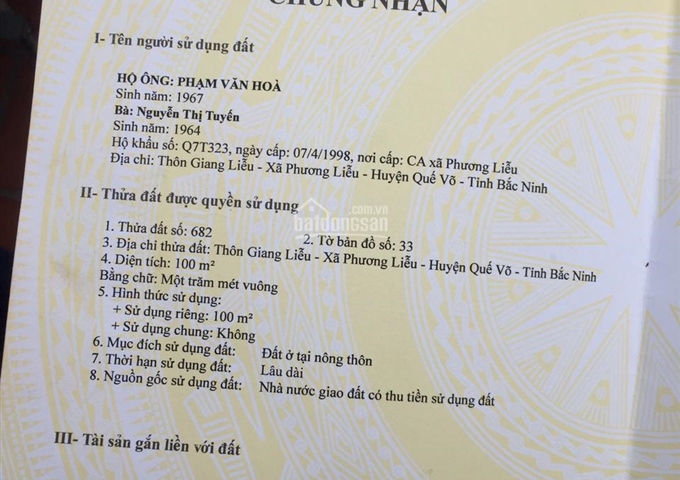 CHỨNG NHẬN
I- Tên người sử dụng đất
HỘ ÔNG: PHẠM VĂN HOÀ
Sinh năm: 1967
Bà: Nguyễn Thị Tuyến
Sinh năm: 1964
Hộ khẩu số: Q7T323, ngày cấp: 07/4/1998, nơi cấp: CA xã Phương Liễu
Địa chỉ: Thôn Giang Liễu - Xã Phương Liễu - Huyện Quế Võ - Tỉnh Bắc Ninh
II- Thửa đất được quyền sử dụng
1. Thửa đất số: 682 2. Tờ bản đồ số: 33
3. Địa chỉ thửa đất: Thôn Giang Liễu - Xã Phương Liễu - Huyện Quế Võ - Tỉnh Bắc Ninh
4. Diện tích: 100 m²
Bằng chữ: Một trăm mét vuông
5. Hình thức sử dụng:
+ Sử dụng riêng: 100 m²
+ Sử dụng chung: Không
6. Mục đích sử dụng đất: Đất ở tại nông thôn
7. Thời hạn sử dụng đất: Lâu dài
8. Nguồn gốc sử dụng đất: Nhà nước giao đất có thu tiền sử dụng đất
III- Tài sản gắn liền với đất
batdongsan.com.vn